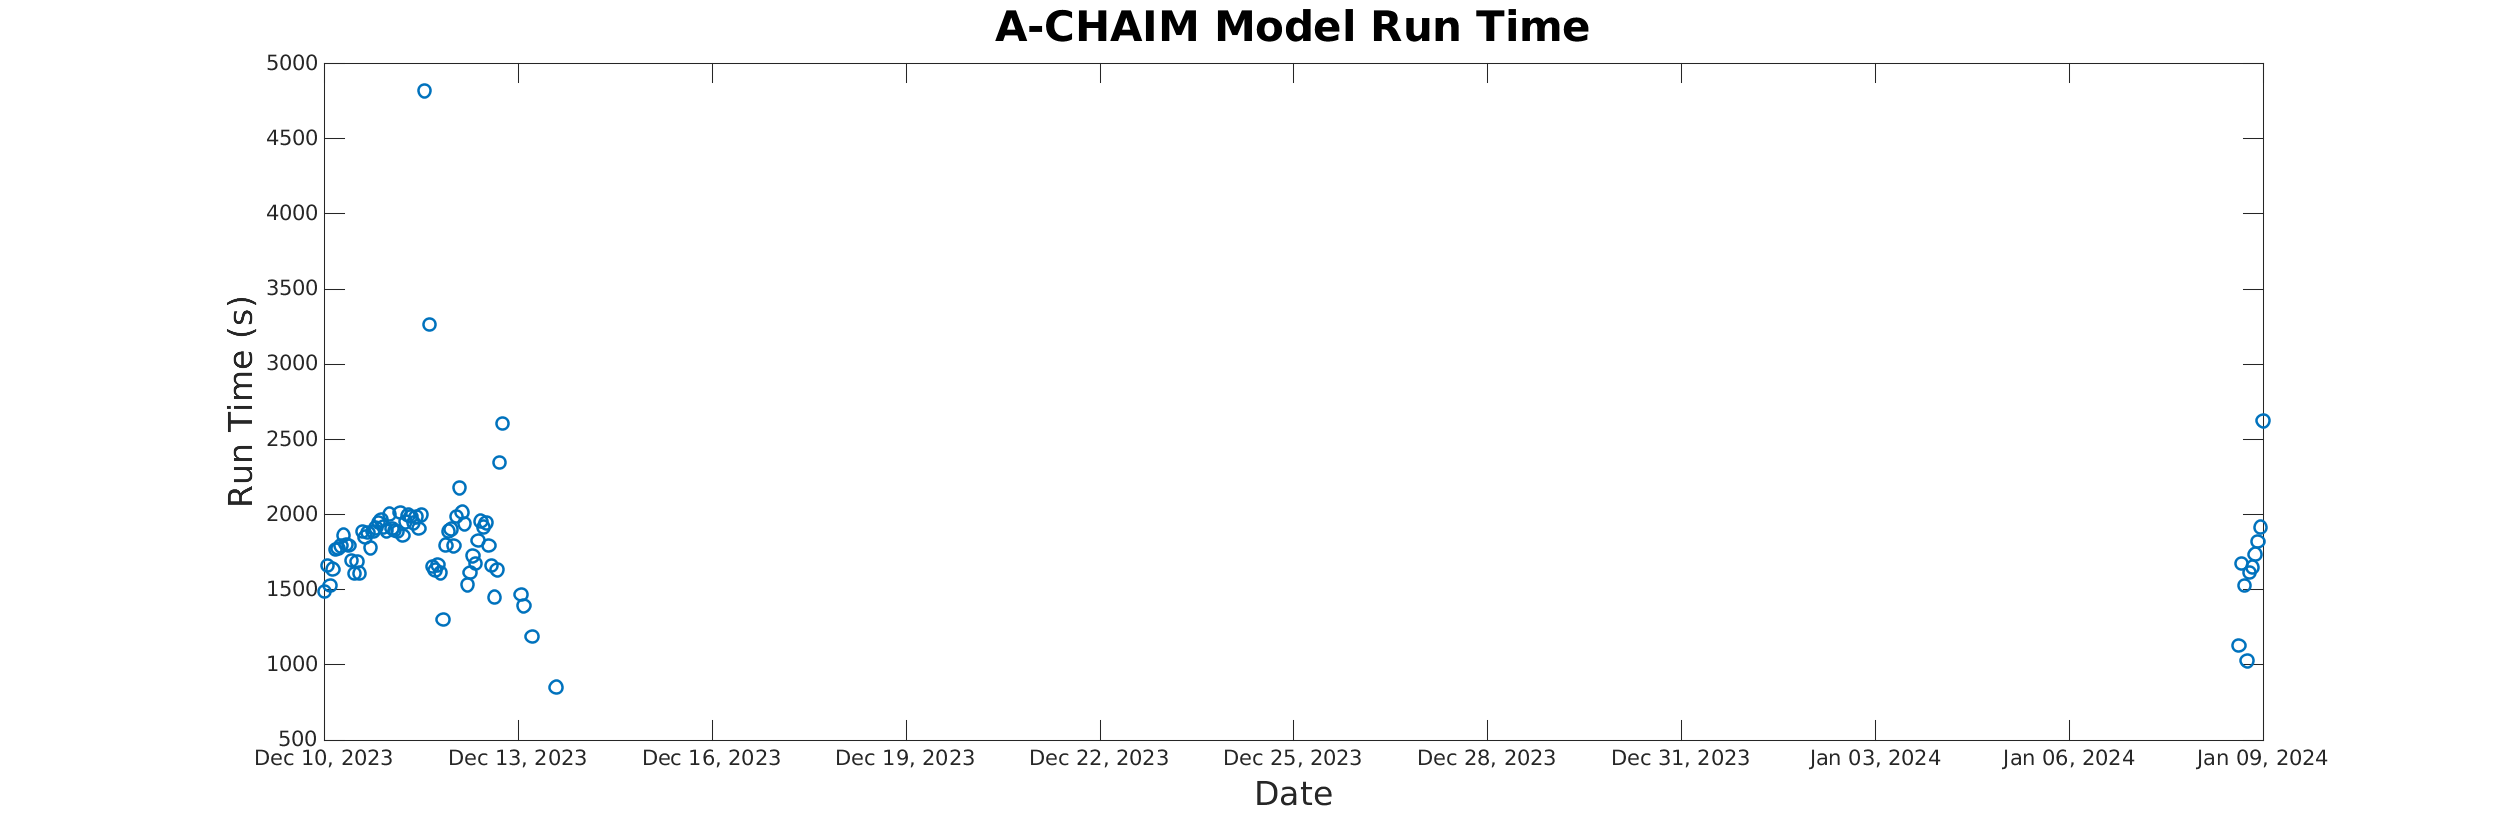 A-CHAIM Model Run Time
5000
4500
4000
3500
3000
2500
2000
1500
1000
500
Run Time (s)
Dec 10, 2023 Dec 13, 2023 Dec 16, 2023 Dec 19, 2023 Dec 22, 2023 Dec 25, 2023 Dec 28, 2023 Dec 31, 2023 Jan 03, 2024 Jan 06, 2024 Jan 09, 2024
Date